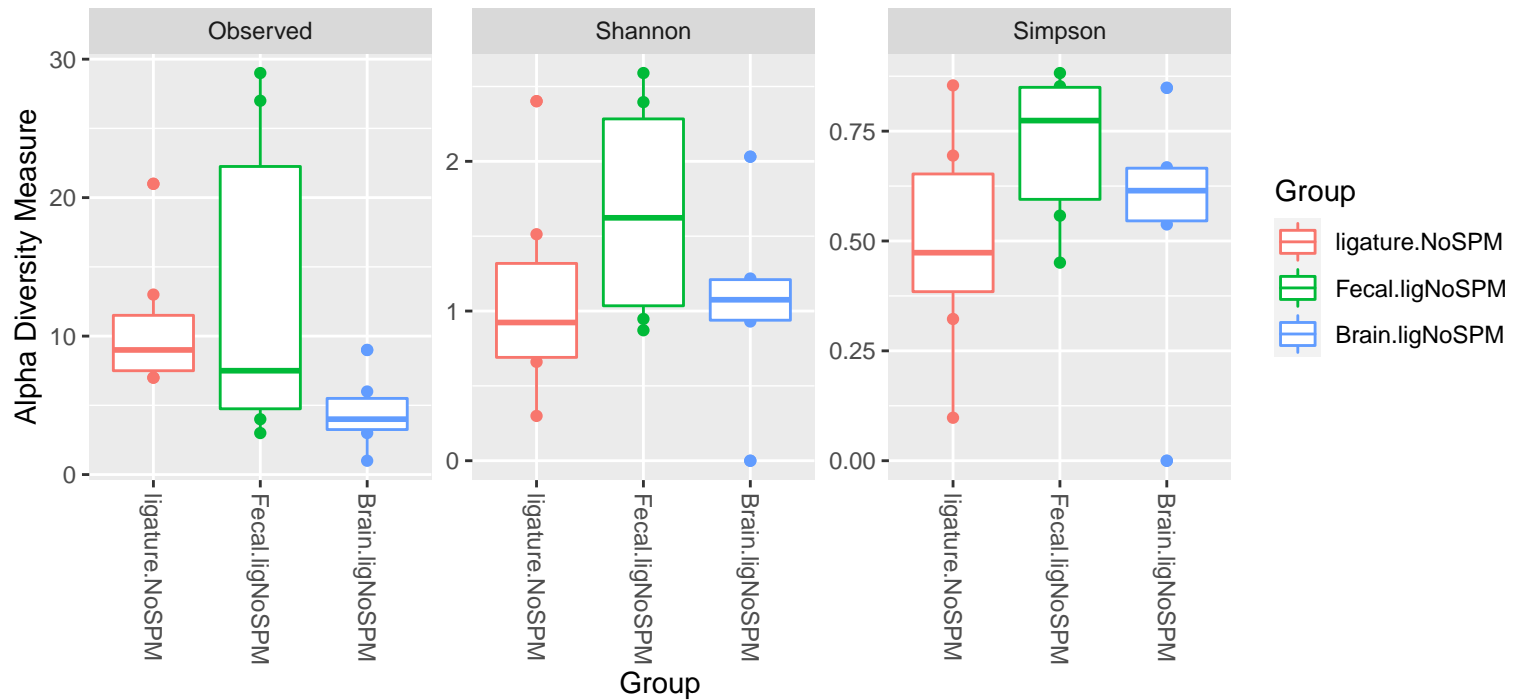 Observed
Shannon
Simpson
Alpha Diversity Measure
30
20
10
0
2
1
0
0.75
0.50
0.25
0.00
ligature.NoSPM
Fecal.ligNoSPM
Brain.ligNoSPM
ligature.NoSPM
Fecal.ligNoSPM
Brain.ligNoSPM
ligature.NoSPM
Fecal.ligNoSPM
Brain.ligNoSPM
Group
Group
ligature.NoSPM
Fecal.ligNoSPM
Brain.ligNoSPM